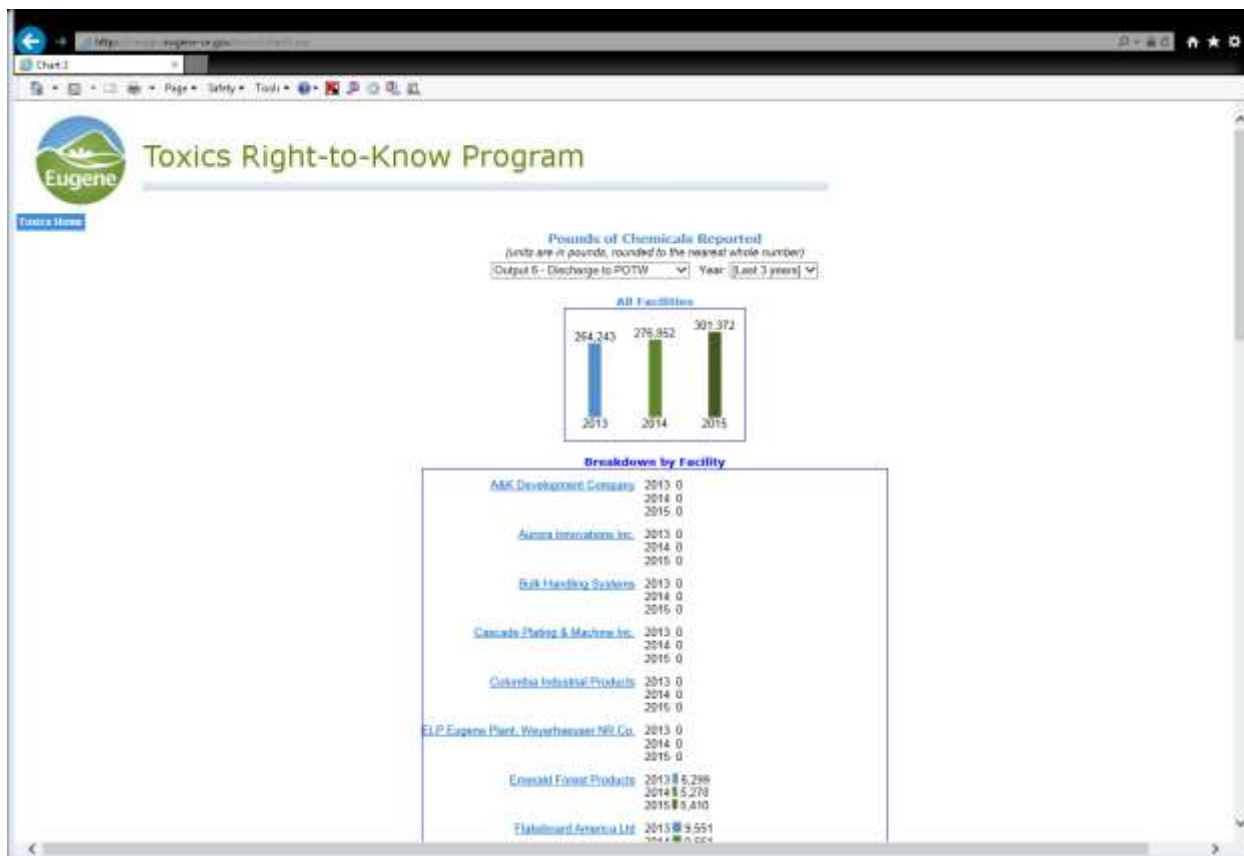 Chart 2
Page Safety Tools
Eugene
Toxics Right-to-Know Program
Toxics Home
Pounds of Chemicals Reported
(units are in pounds, rounded to the nearest whole number)
Output 6 - Discharge to POTW Year [Last 3 years]
All Facilities
264,243 276,952 301,372
2013 2014 2015
Breakdown by Facility
A&K Development Company 2013 0
2014 0
2015 0
Aurora Innovations Inc. 2013 0
2014 0
2015 0
Bulk Handling Systems 2013 0
2014 0
2015 0
Cascade Plating & Machine Inc. 2013 0
2014 0
2015 0
Columbia Industrial Products 2013 0
2014 0
2015 0
ELP Eugene Plant, Weyerhaeuser NR Co. 2013 0
2014 0
2015 0
Emerald Forest Products 2013 6,299
2014 5,278
2015 5,410
Flakeboard America Ltd 2013 9,551
2014